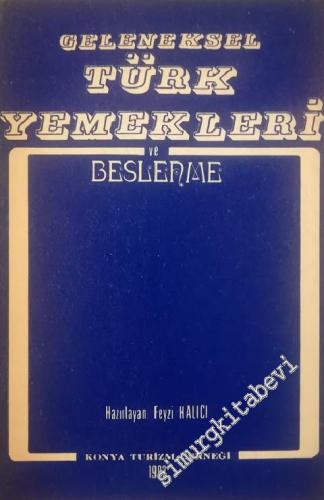 GELENEKSEL
TÜRK
YEMEKLERİ
ve
BESLENME
Hazırlayan Feyzi HALICI
KONYA TURİZM DERNEĞİ
simurgkitabevi